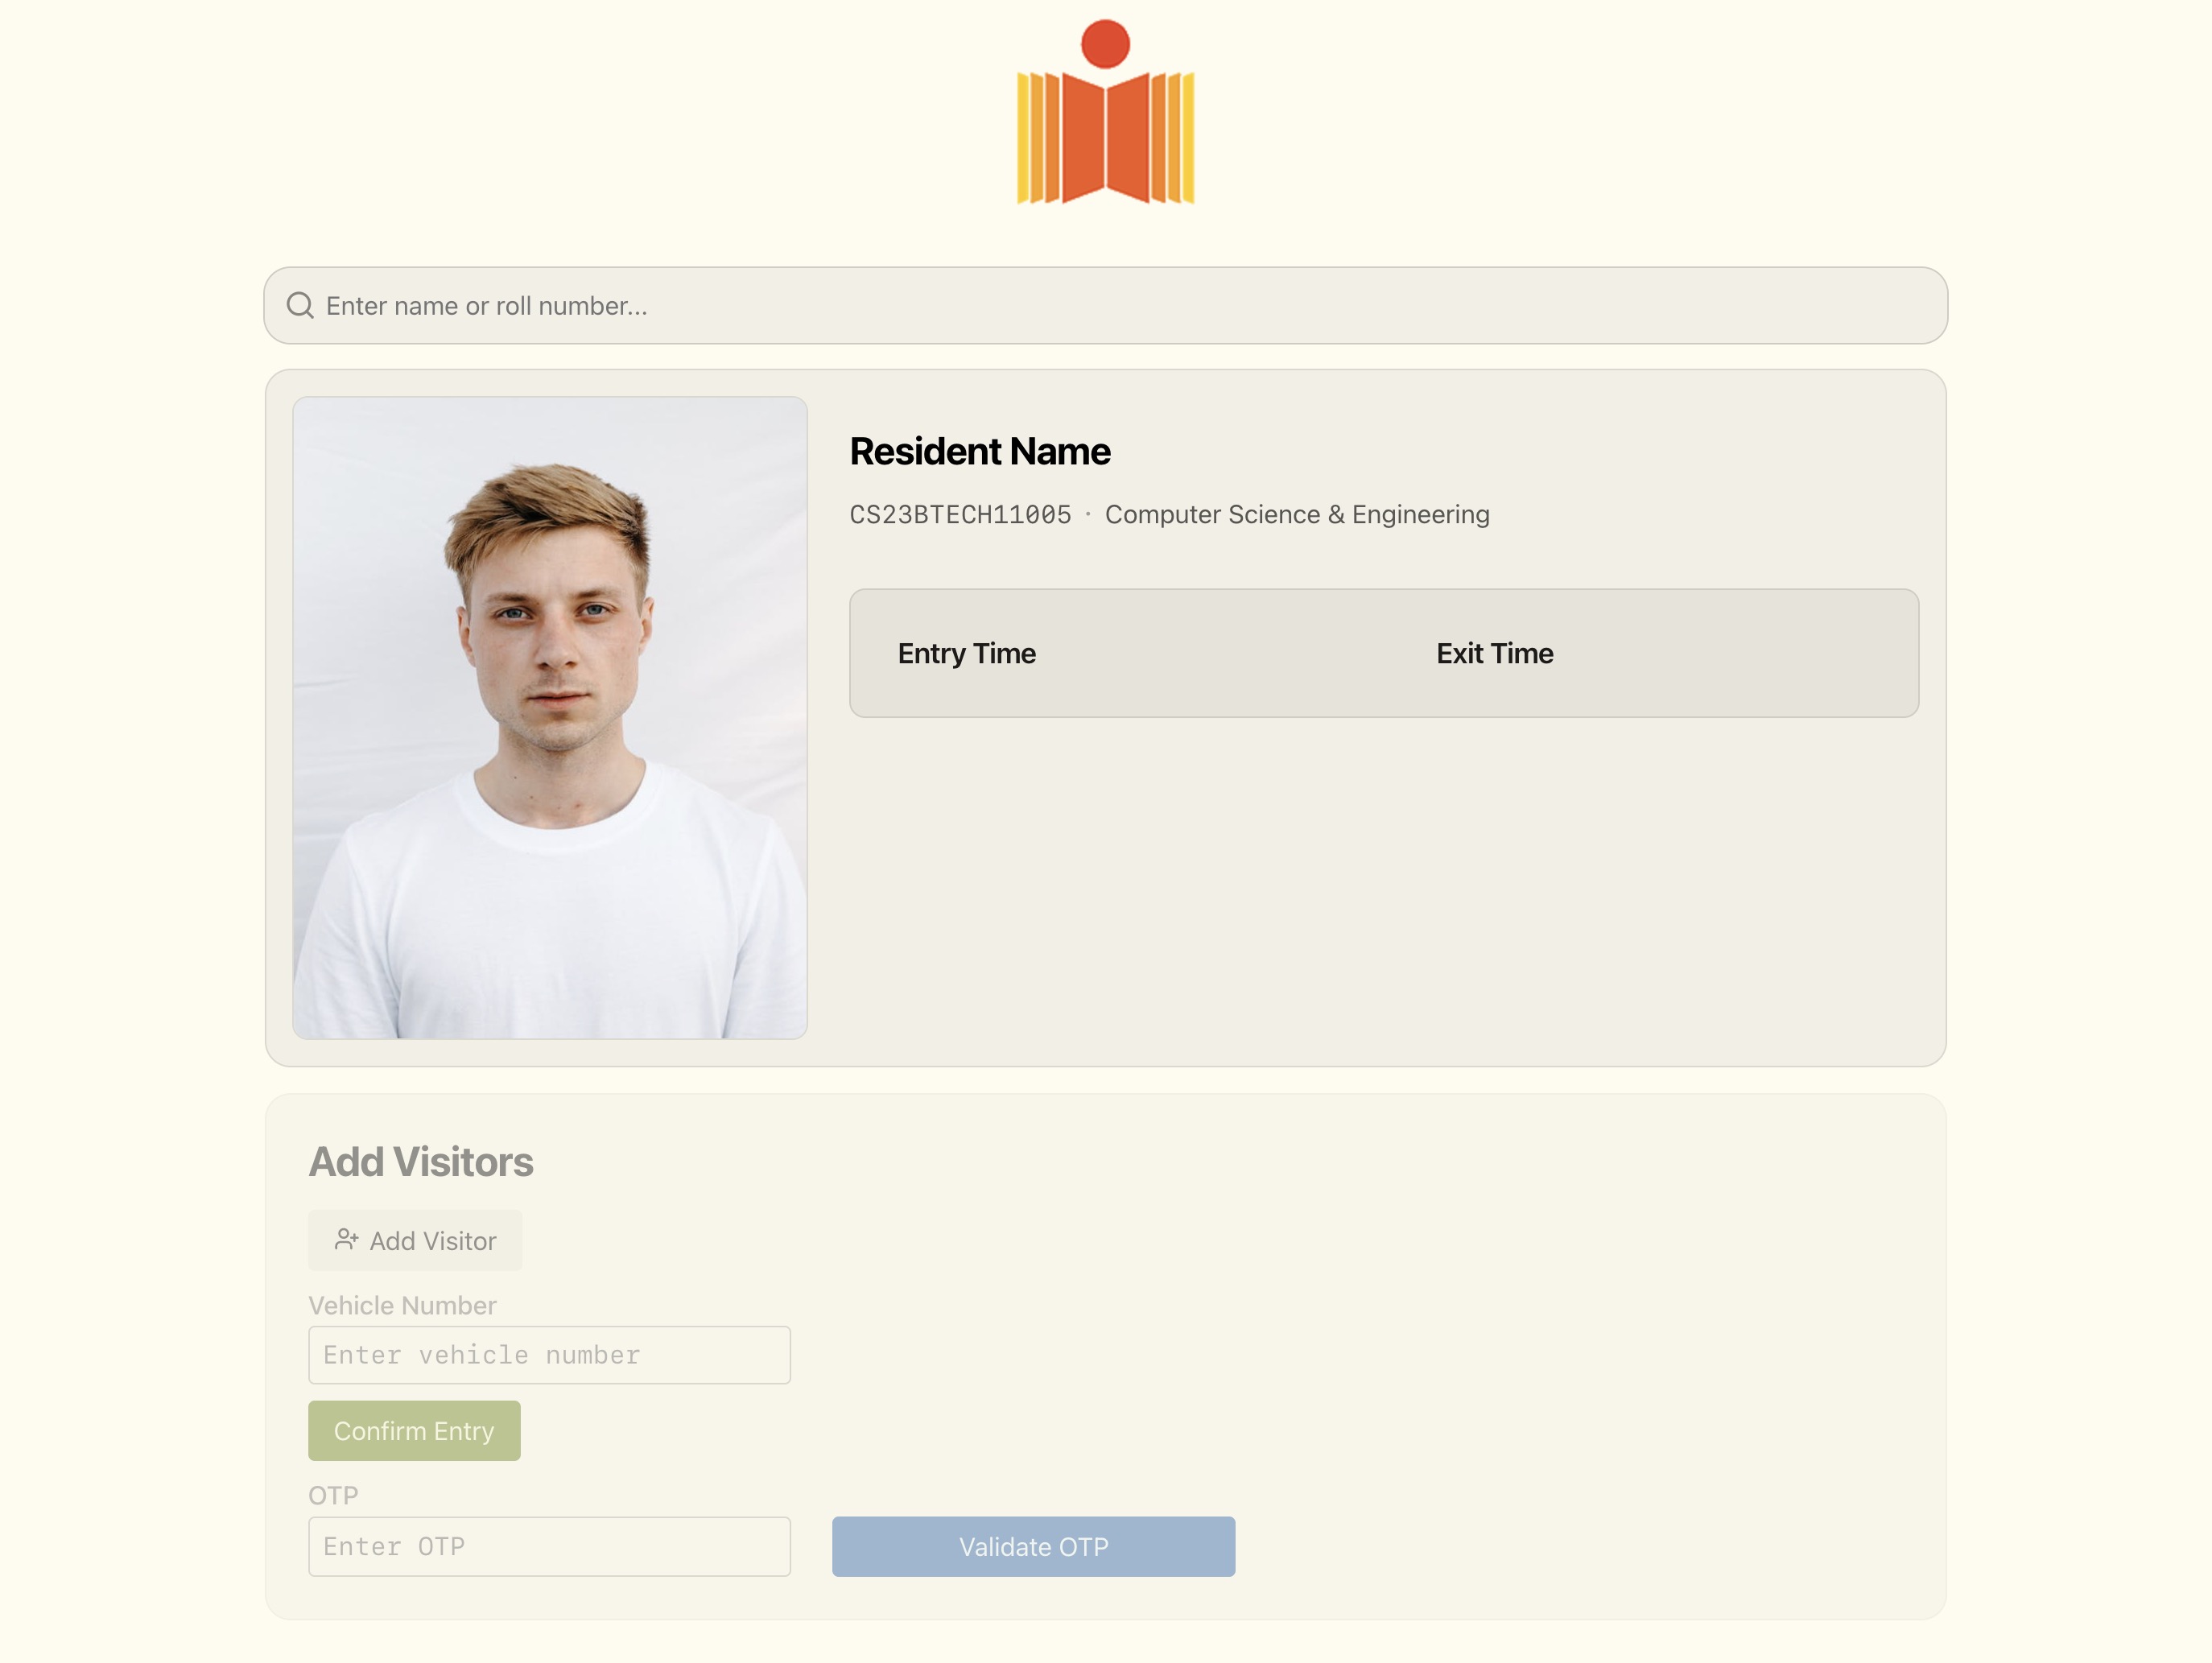 Enter name or roll number...
Resident Name
CS23BTECH11005 · Computer Science & Engineering
Entry Time Exit Time
Add Visitors
Add Visitor
Vehicle Number
Enter vehicle number
Confirm Entry
OTP
Enter OTP Validate OTP